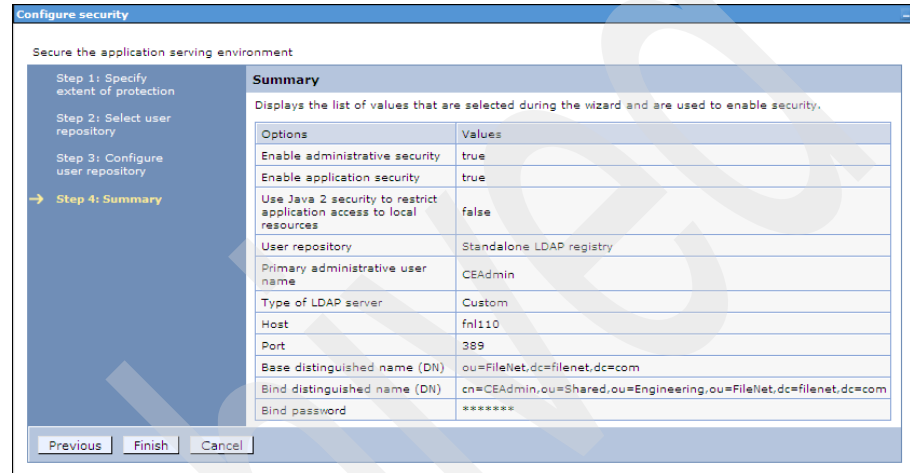 Configure security
Secure the application serving environment
Step 1: Specify
extent of protection
Step 2: Select user
repository
Step 3: Configure
user repository
Step 4: Summary
Summary
Displays the list of values that are selected during the wizard and are used to enable security.
Options Values
Enable administrative security true
Enable application security true
Use Java 2 security to restrict
application access to local
resources
false
User repository Standalone LDAP registry
Primary administrative user
name
CEAdmin
Type of LDAP server Custom
Host fnl110
Port 389
Base distinguished name (DN) ou=FileNet,dc=filenet,dc=com
Bind distinguished name (DN) cn=CEAdmin,ou=Shared,ou=Engineering,ou=FileNet,dc=filenet,dc=com
Bind password *******
Previous Finish Cancel